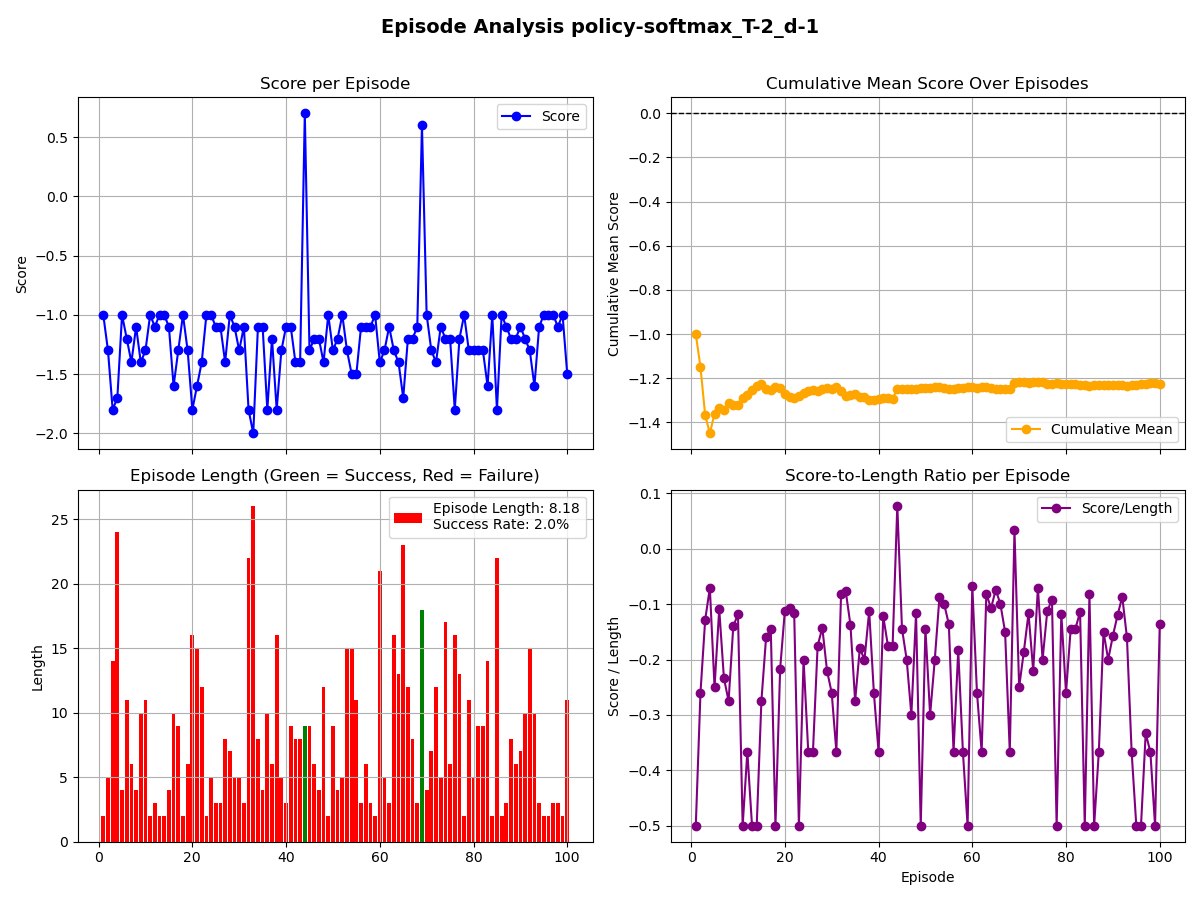 Episode Analysis policy-softmax_T-2_d-1
Score per Episode
Score
0.5
0.0
−0.5
−1.0
−1.5
−2.0
Score
Cumulative Mean Score Over Episodes
0.0
−0.2
−0.4
−0.6
−0.8
−1.0
−1.2
−1.4
Cumulative Mean Score
Cumulative Mean
Episode Length (Green = Success, Red = Failure)
Episode Length: 8.18
Success Rate: 2.0%
25
20
15
10
5
0
Length
0 20 40 60 80 100
Score-to-Length Ratio per Episode
Score/Length
0.1
0.0
−0.1
−0.2
−0.3
−0.4
−0.5
Score / Length
0 20 40 60 80 100
Episode